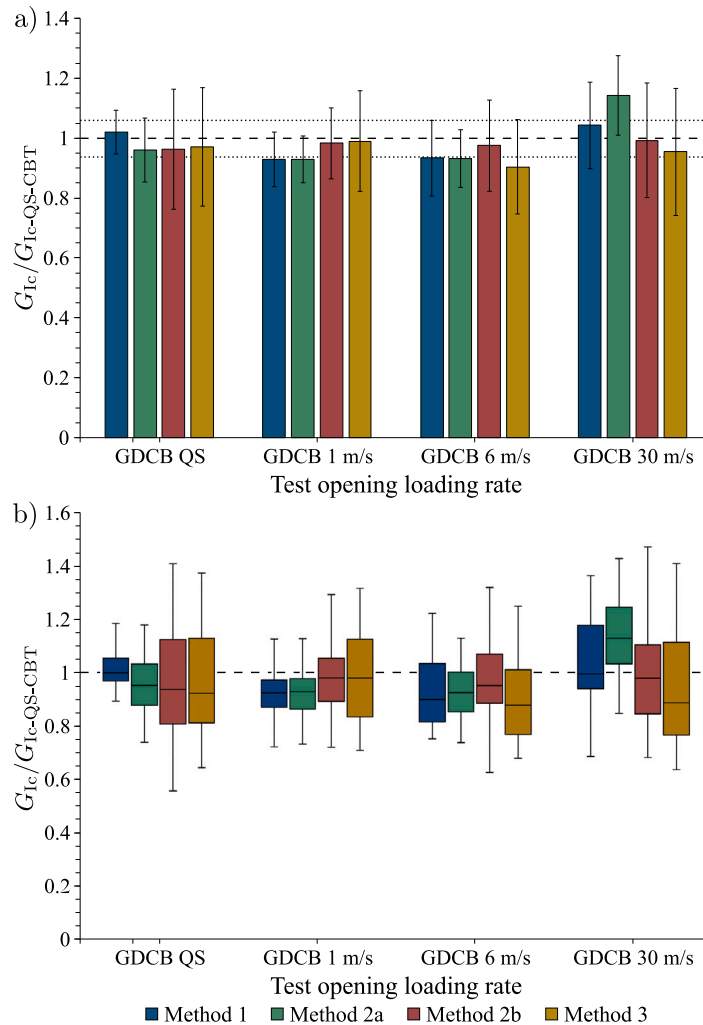 a)
1.4
1.2
1
0.8
0.6
0.4
0.2
0
G_Ic/G_Ic-QS-CBT
GDCB QS GDCB 1 m/s GDCB 6 m/s GDCB 30 m/s
Test opening loading rate
b)
1.6
1.4
1.2
1
0.8
0.6
0.4
0.2
0
G_Ic/G_Ic-QS-CBT
GDCB QS GDCB 1 m/s GDCB 6 m/s GDCB 30 m/s
Test opening loading rate
Method 1 Method 2a Method 2b Method 3